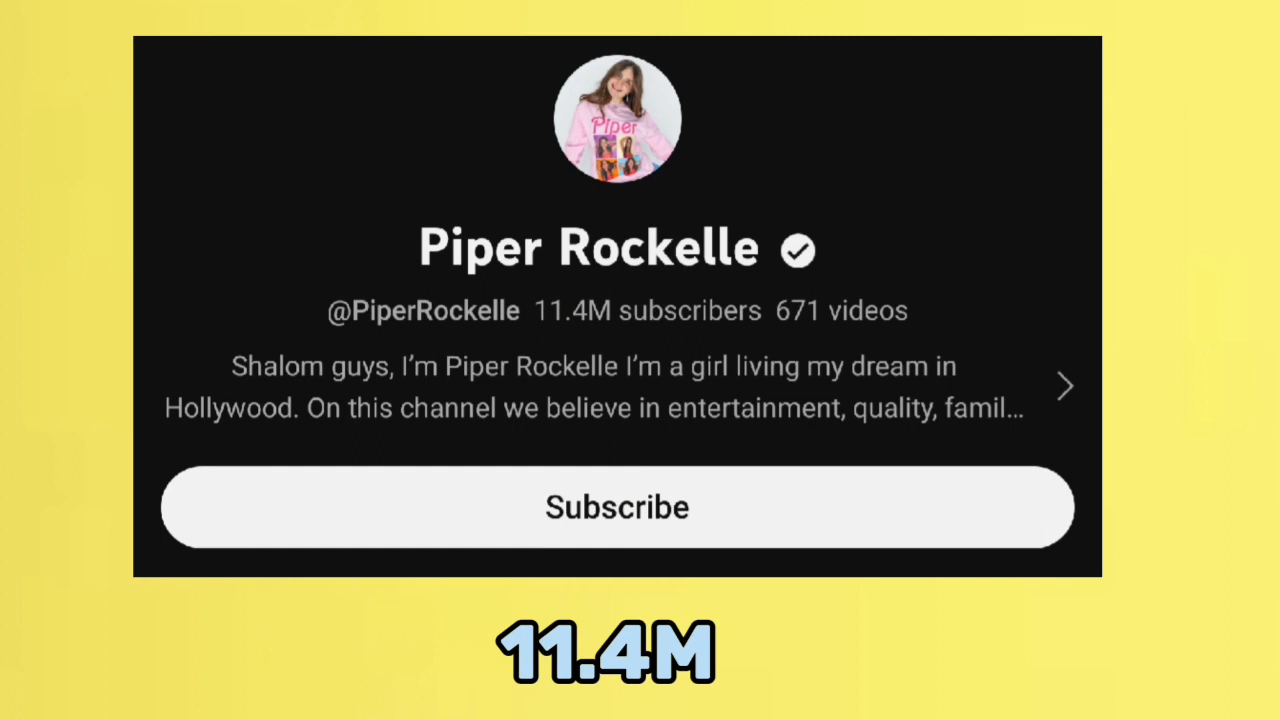 Piper
Piper Rockelle
@PiperRockelle 11.4M subscribers 671 videos
Shalom guys, I’m Piper Rockelle I’m a girl living my dream in
Hollywood. On this channel we believe in entertainment, quality, famil...
Subscribe
11.4M